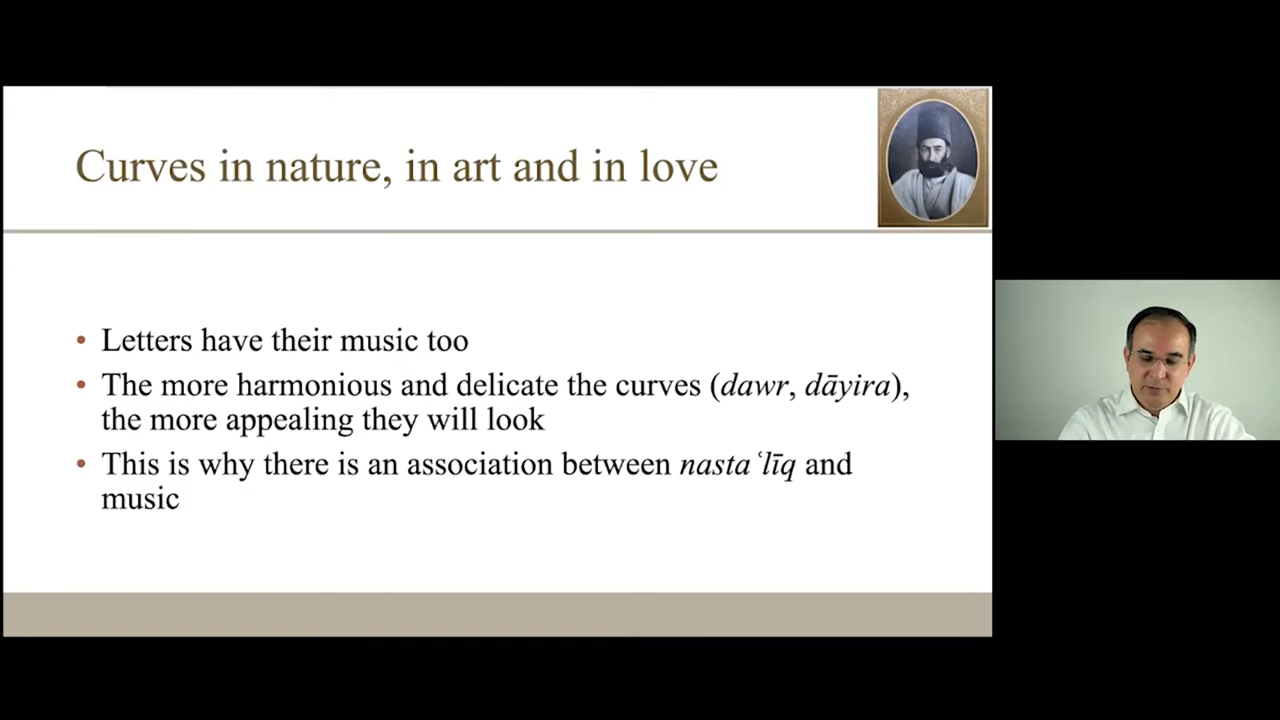 Curves in nature, in art and in love
• Letters have their music too
• The more harmonious and delicate the curves (dawr, dāyira),
the more appealing they will look
• This is why there is an association between nastaʿlīq and
music